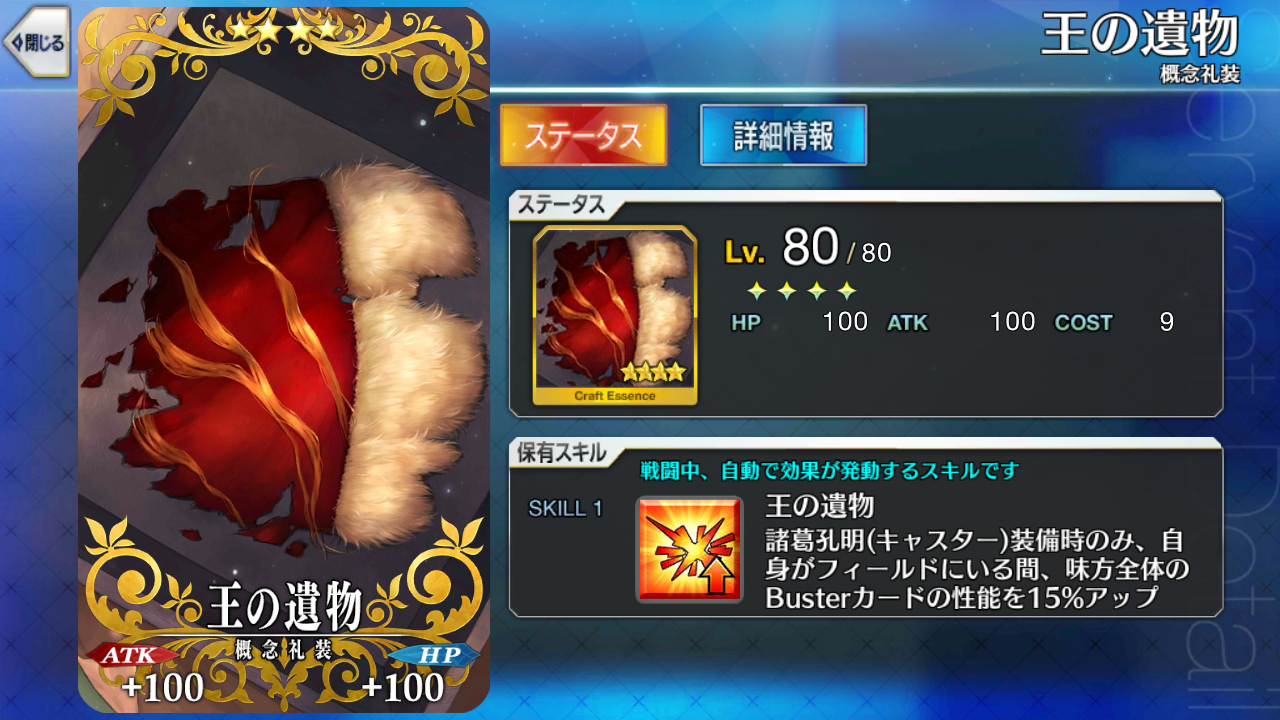 閉じる
王の遺物
概念礼装
ステータス
詳細情報
ステータス
Lv. 80 / 80
HP 100 ATK 100 COST 9
Craft Essence
保有スキル
戦闘中、自動で効果が発動するスキルです
SKILL 1
王の遺物
諸葛孔明(キャスター)装備時のみ、自
身がフィールドにいる間、味方全体の
Busterカードの性能を15%アップ
王の遺物
概念礼装
ATK HP
+100 +100